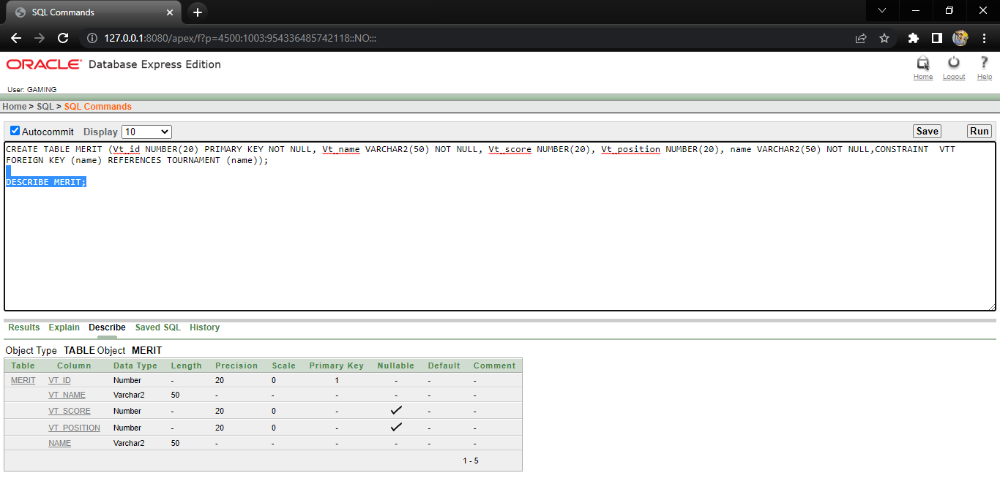 SQL Commands
127.0.0.1:8080/apex/f?p=4500:1003:954336485742118::NO:::
ORACLE Database Express Edition
Home Logout Help
User: GAMING
Home > SQL > SQL Commands
Autocommit Display 10 Save Run
CREATE TABLE MERIT (Vt_id NUMBER(20) PRIMARY KEY NOT NULL, Vt_name VARCHAR2(50) NOT NULL, Vt_score NUMBER(20), Vt_position NUMBER(20), name VARCHAR2(50) NOT NULL,CONSTRAINT  VTT
FOREIGN KEY (name) REFERENCES TOURNAMENT (name));
DESCRIBE MERIT;
Results Explain Describe Saved SQL History
Object Type TABLE Object MERIT
Table Column Data Type Length Precision Scale Primary Key Nullable Default Comment
MERIT VT_ID Number - 20 0 1 - - -
VT_NAME Varchar2 50 - - - - - -
VT_SCORE Number - 20 0 - ✓ - -
VT_POSITION Number - 20 0 - ✓ - -
NAME Varchar2 50 - - - - - -
1 - 5